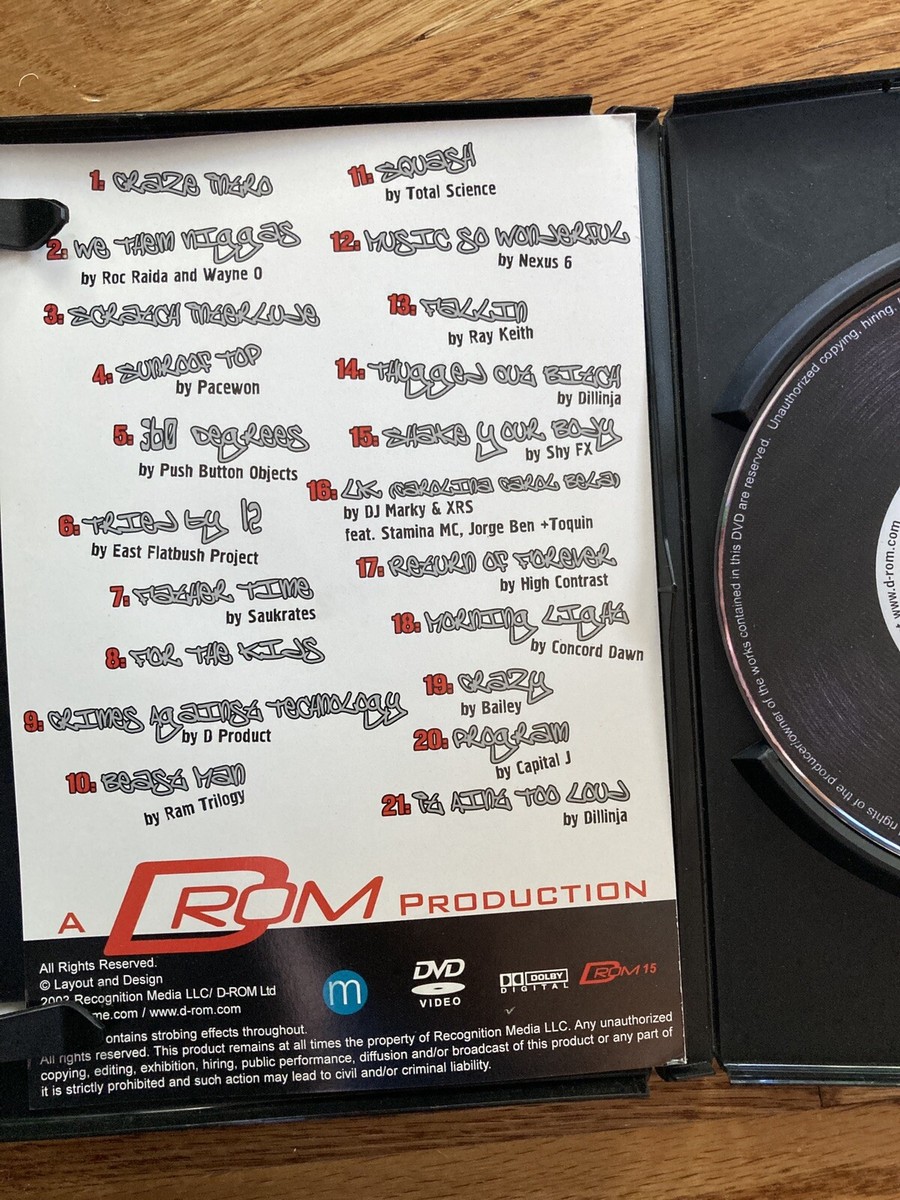 1: Craze Intro
2: We Them Niggas
by Roc Raida and Wayne O
3: Scratch Interlude
4: Sunroof Top
by Pacewon
5: 360 Degrees
by Push Button Objects
6: Tried by 12
by East Flatbush Project
7: Father Time
by Saukrates
8: For The Kids
9: Crimes Against Technology
by D Product
10: Beast Man
by Ram Trilogy
11: Squash
by Total Science
12: Music So Wonderful
by Nexus 6
13: Fallin
by Ray Keith
14: Thugged Out Bitch
by Dillinja
15: Shake Your Body
by Shy FX
16: LK (Carolina Carol Bela)
by DJ Marky & XRS
feat. Stamina MC, Jorge Ben +Toquin
17: Return Of Forever
by High Contrast
18: Morning Light
by Concord Dawn
19: Crazy
by Bailey
20: Program
by Capital J
21: It Aint Too Loud
by Dillinja
A DROM PRODUCTION
All Rights Reserved.
© Layout and Design
Recognition Media LLC/ D-ROM Ltd
me.com / www.d-rom.com
m
DVD
VIDEO
DOLBY
DIGITAL
DROM 15
ontains strobing effects throughout.
All rights reserved. This product remains at all times the property of Recognition Media LLC. Any unauthorized
copying, editing, exhibition, hiring, public performance, diffusion and/or broadcast of this product or any part of
it is strictly prohibited and such action may lead to civil and/or criminal liability.
rights of the producer/owner of the works contained in this DVD are reserved. Unauthorized copying, hiring,
www.d-rom.com